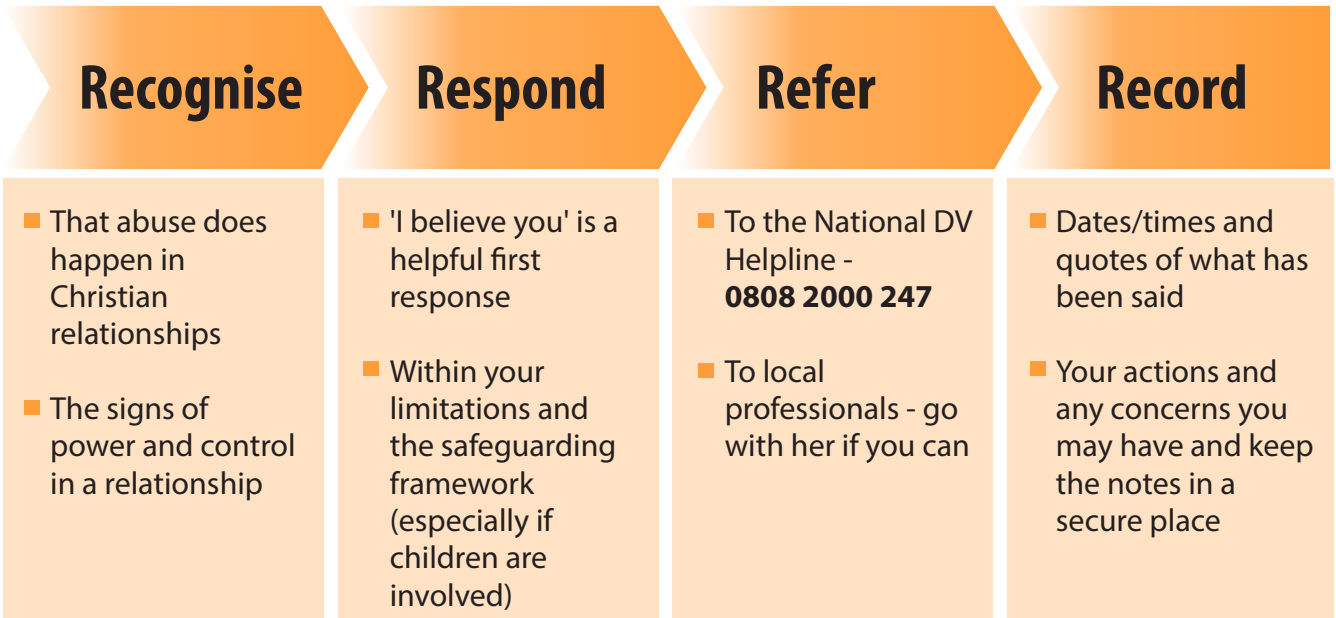 Recognise
That abuse does
happen in
Christian
relationships
The signs of
power and control
in a relationship
Respond
'I believe you' is a
helpful first
response
Within your
limitations and
the safeguarding
framework
(especially if
children are
involved)
Refer
To the National DV
Helpline -
0808 2000 247
To local
professionals - go
with her if you can
Record
Dates/times and
quotes of what has
been said
Your actions and
any concerns you
may have and keep
the notes in a
secure place